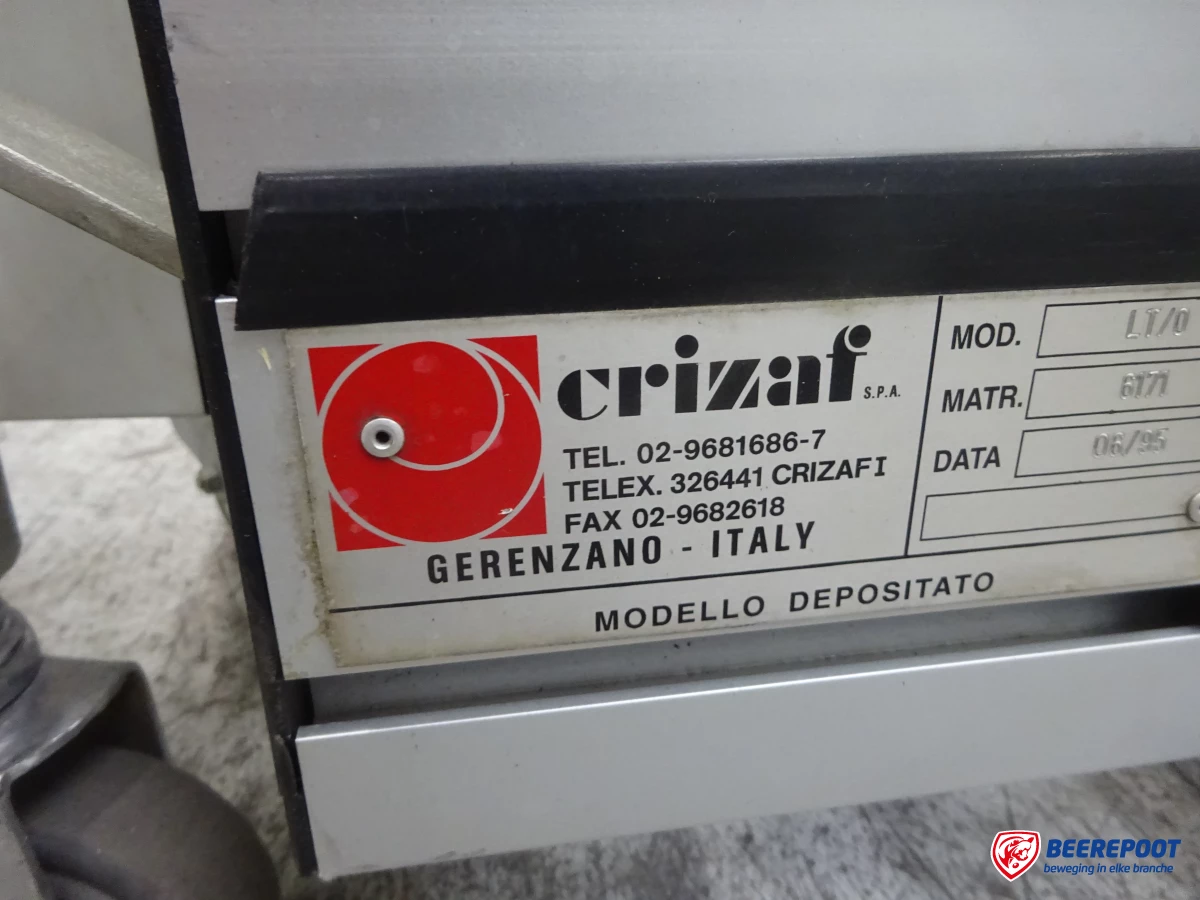 crizaf S.P.A.
TEL. 02-9681686-7
TELEX. 326441 CRIZAF I
FAX 02-9682618
GERENZANO - ITALY
MOD. LT/0
MATR. 6171
DATA 06/95
MODELLO DEPOSITATO
BEEREPOOT
beweging in elke branche